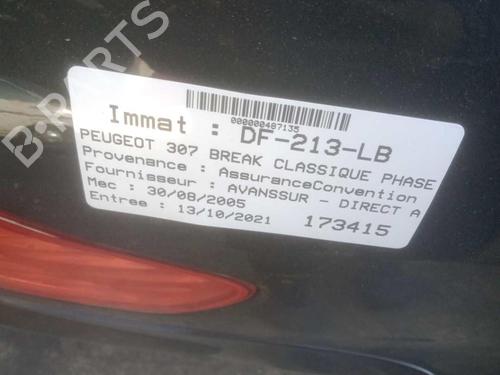 B-PARTS
000000487135
Immat : DF-213-LB
PEUGEOT 307 BREAK CLASSIQUE PHASE
Provenance : AssuranceConvention
Fournisseur : AVANSSUR - DIRECT A
Mec : 30/08/2005
Entree : 13/10/2021 173415